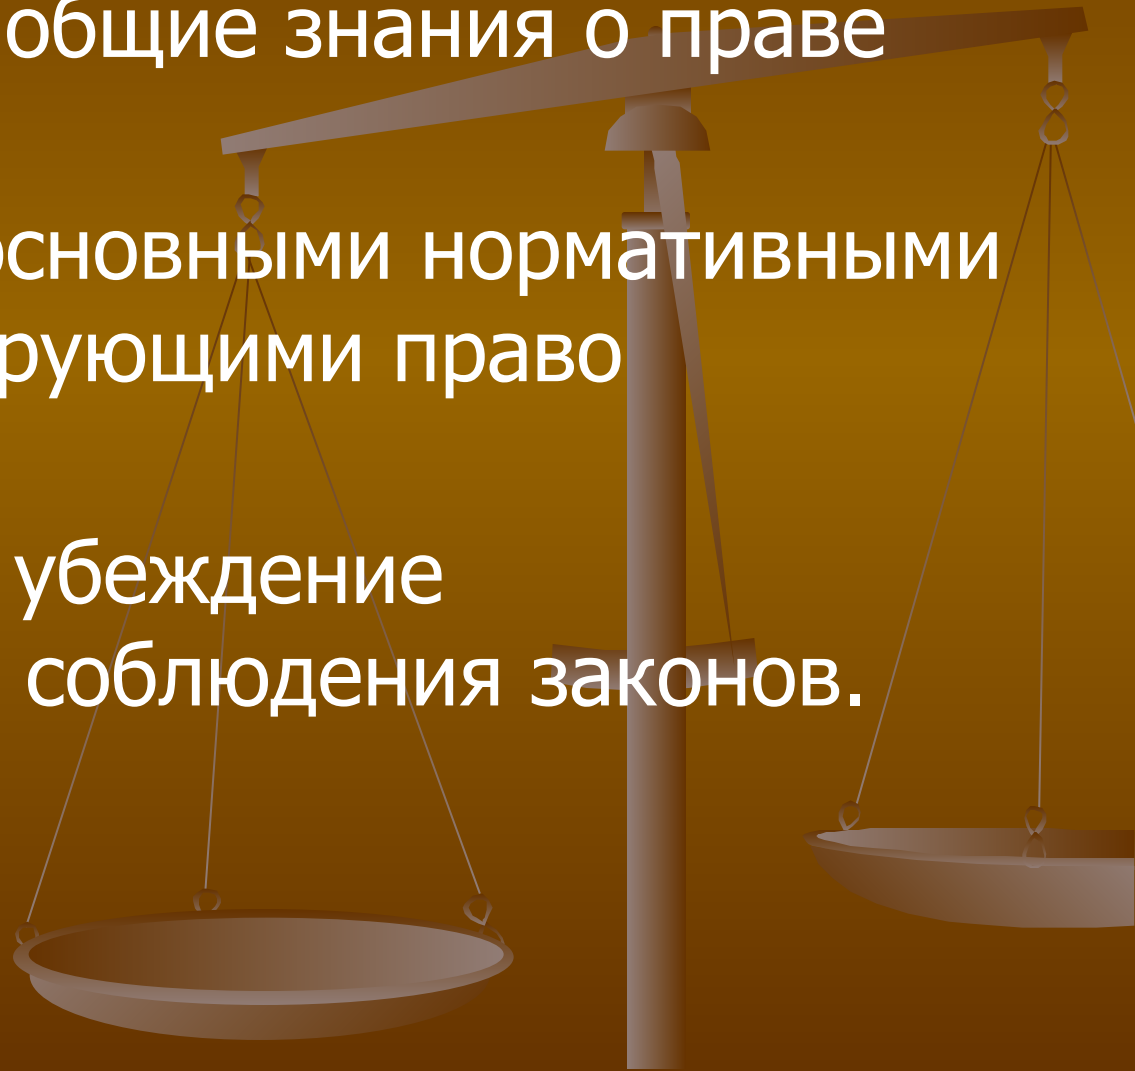 общие знания о праве
основными нормативными
рующими право
убеждение
соблюдения законов.